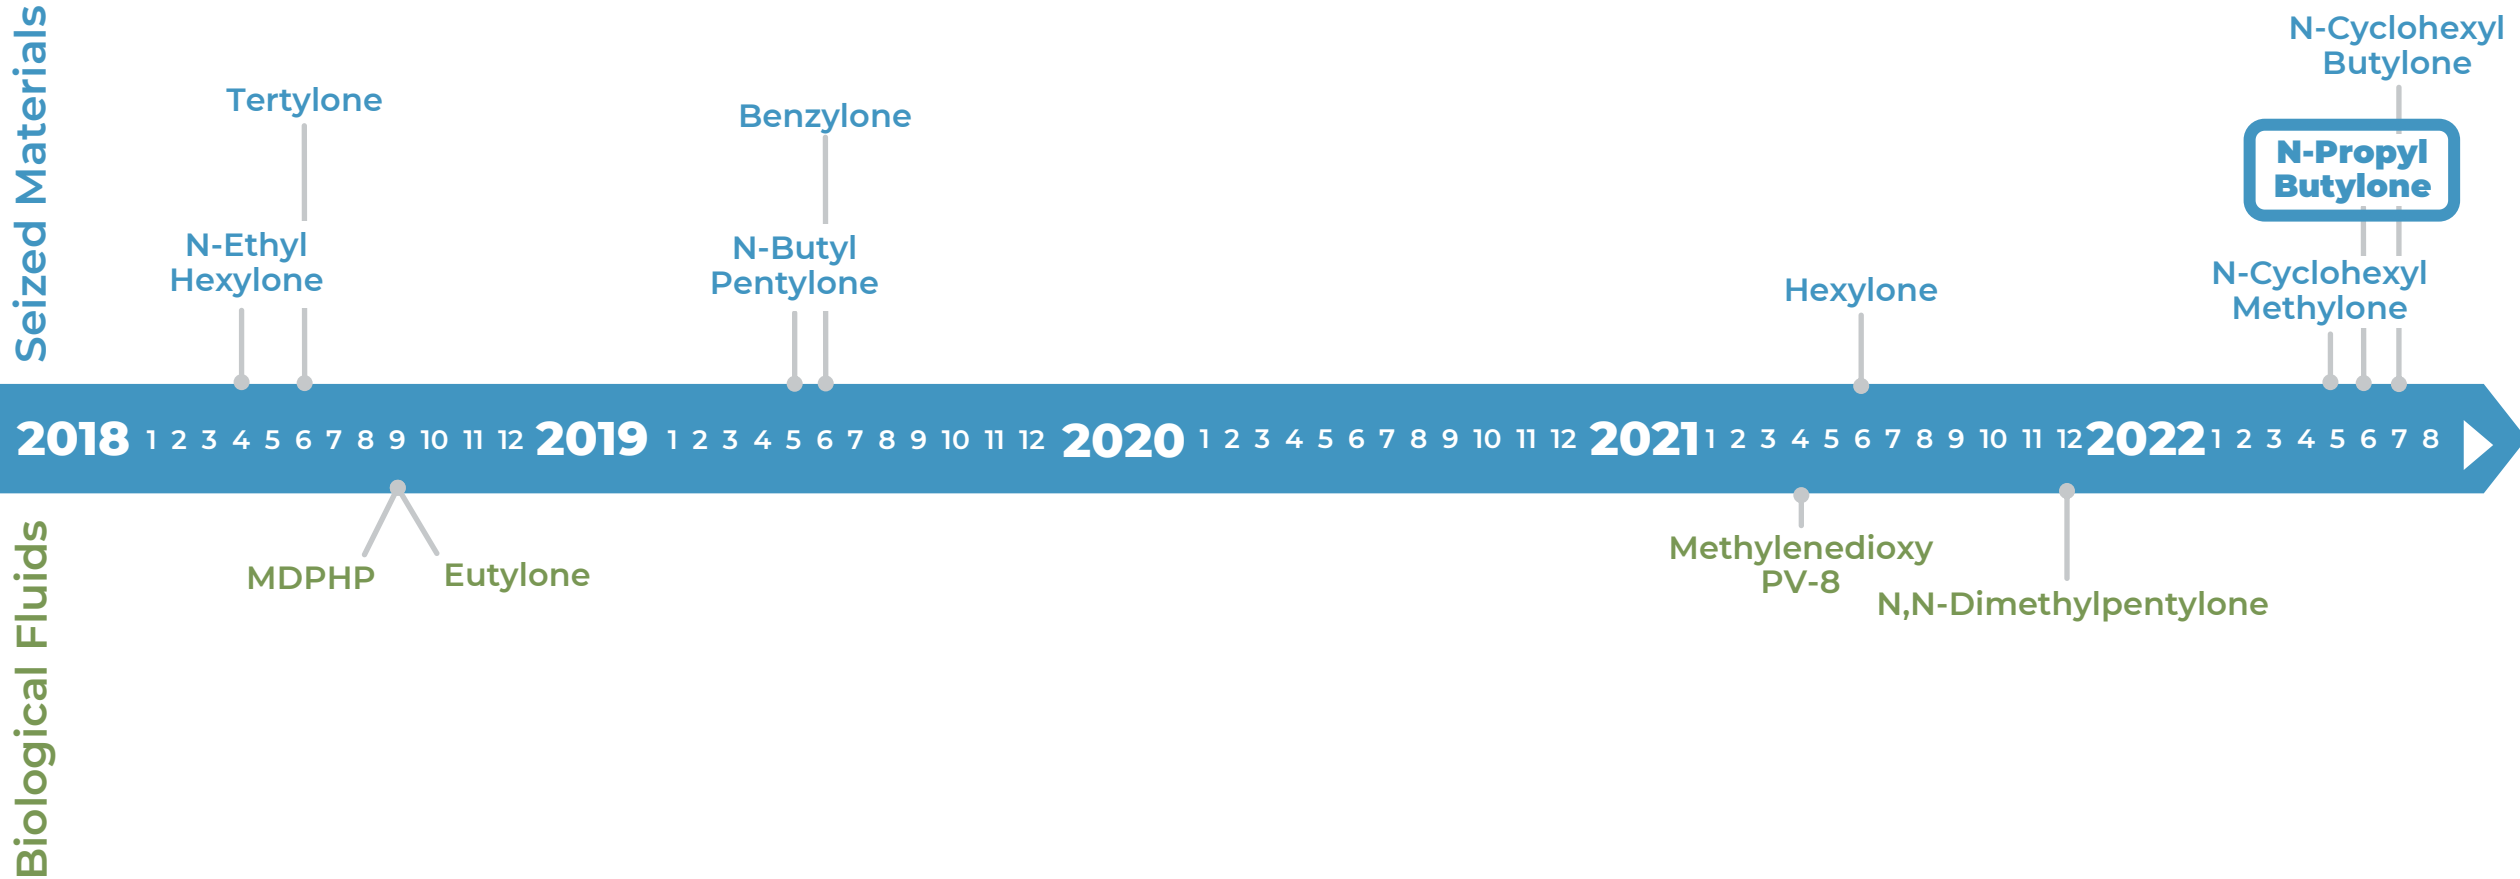 Seized Materials
Tertylone
N-Ethyl
Hexylone
Benzylone
N-Butyl
Pentylone
Hexylone
N-Cyclohexyl
Butylone
N-Propyl
Butylone
N-Cyclohexyl
Methylone
2018 1 2 3 4 5 6 7 8 9 10 11 12 2019 1 2 3 4 5 6 7 8 9 10 11 12 2020 1 2 3 4 5 6 7 8 9 10 11 12 2021 1 2 3 4 5 6 7 8 9 10 11 12 2022 1 2 3 4 5 6 7 8
Biological Fluids
MDPHP
Eutylone
Methylenedioxy
PV-8
N,N-Dimethylpentylone